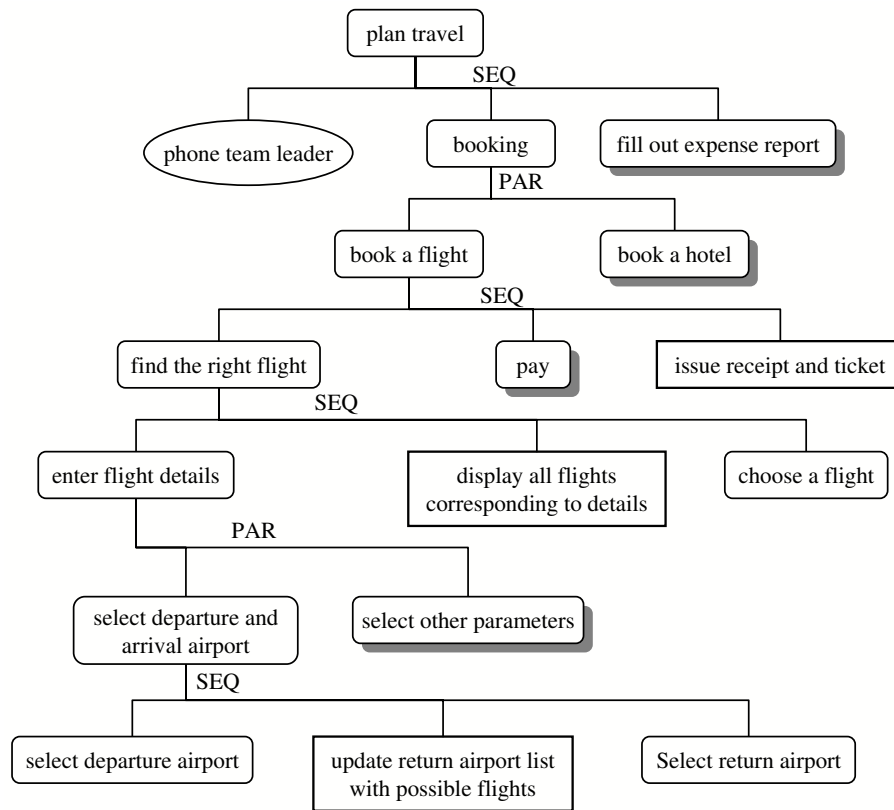 plan travel
SEQ
phone team leader
booking
fill out expense report
PAR
book a flight
book a hotel
SEQ
find the right flight
pay
issue receipt and ticket
SEQ
enter flight details
display all flights
corresponding to details
choose a flight
PAR
select departure and
arrival airport
select other parameters
SEQ
select departure airport
update return airport list
with possible flights
Select return airport